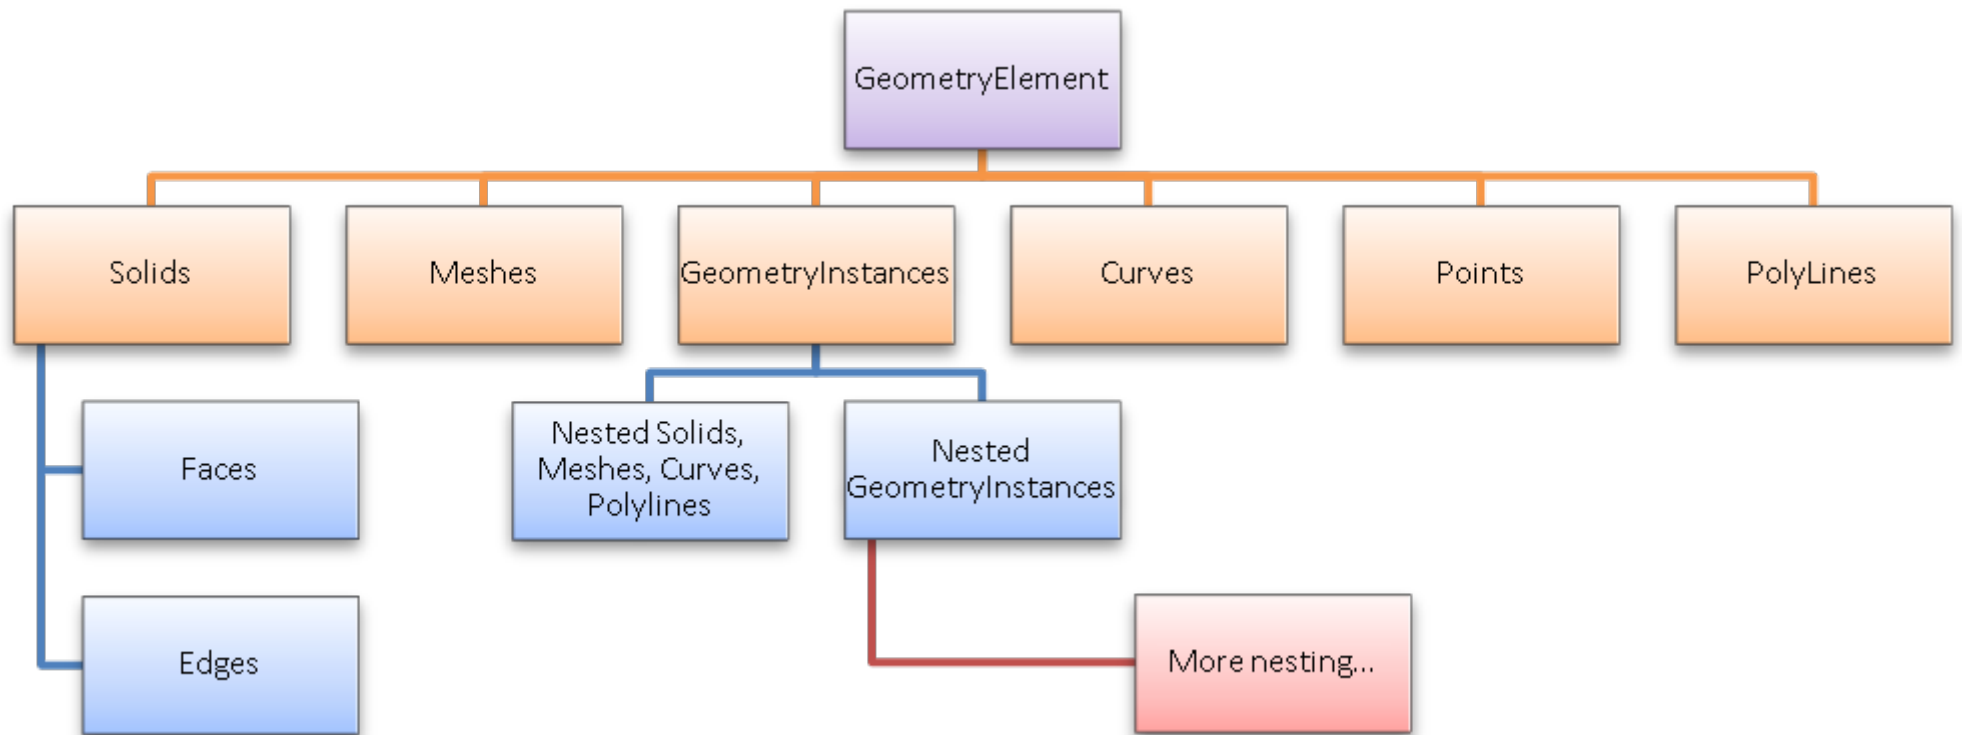 GeometryElement
Solids
Meshes
GeometryInstances
Curves
Points
PolyLines
Faces
Nested Solids,
Meshes, Curves,
Polylines
Nested
GeometryInstances
Edges
More nesting...